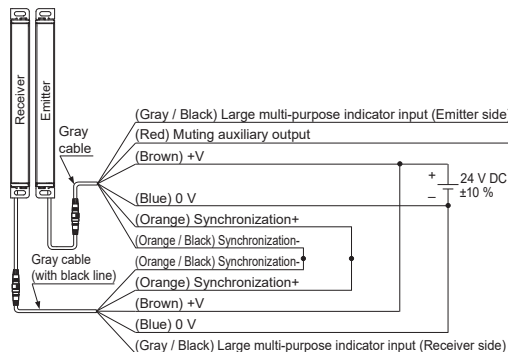 Receiver
Emitter
Gray
cable
(Gray / Black) Large multi-purpose indicator input (Emitter side)
(Red) Muting auxiliary output
(Brown) +V
+
24 V DC
±10 %
–
(Blue) 0 V
(Orange) Synchronization+
(Orange / Black) Synchronization-
Gray cable
(with black line)
(Orange / Black) Synchronization-
(Orange) Synchronization+
(Brown) +V
(Blue) 0 V
(Gray / Black) Large multi-purpose indicator input (Receiver side)